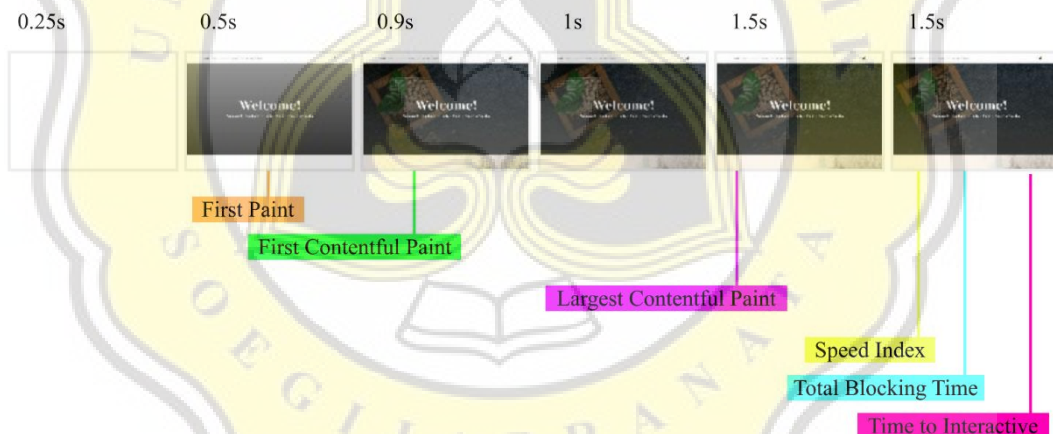 0.25s 0.5s 0.9s 1s 1.5s 1.5s
Welcome! Welcome! Welcome! Welcome! Welcome!
First Paint
First Contentful Paint
Largest Contentful Paint
Speed Index
Total Blocking Time
Time to Interactive
SOEGIJAPRANATA